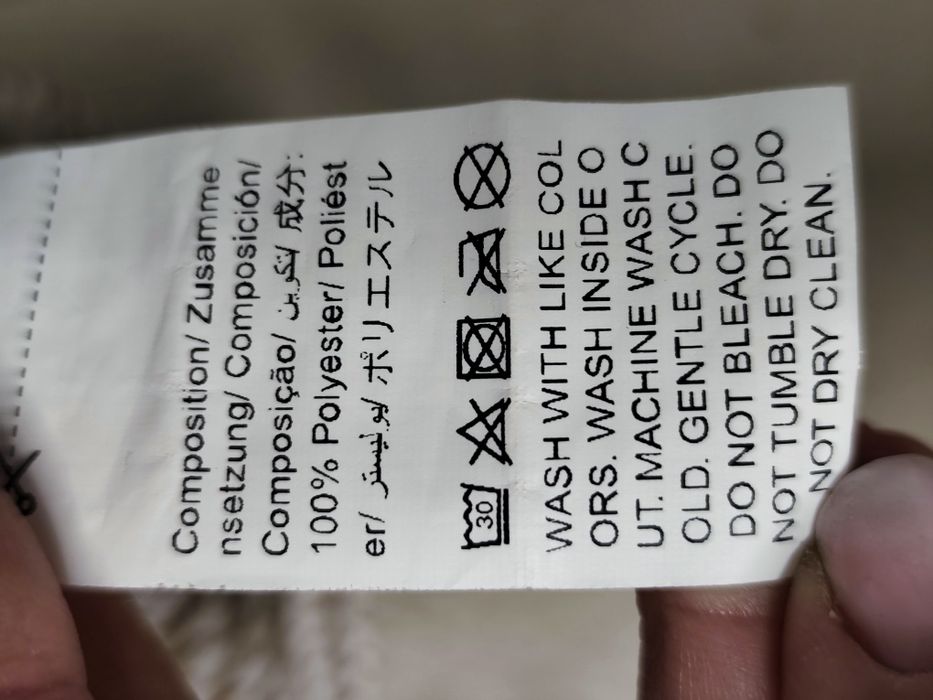 Composition/ Zusamme
nsetzung/ Composición/
Composição/ تكوين/ 成分:
100% Polyester/ Poliést
er/ بوليستر/ ポリエステル
30
WASH WITH LIKE COL
ORS. WASH INSIDE O
UT. MACHINE WASH C
OLD. GENTLE CYCLE.
DO NOT BLEACH. DO
NOT TUMBLE DRY. DO
NOT DRY CLEAN.